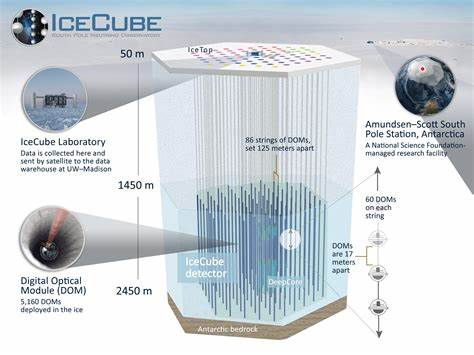 ICECUBE
SOUTH POLE NEUTRINO OBSERVATORY
50 m
IceTop
IceCube Laboratory
Data is collected here and
sent by satellite to the data
warehouse at UW–Madison
1450 m
Digital Optical
Module (DOM)
5,160 DOMs
deployed in the ice
2450 m
86 strings of DOMs,
set 125 meters apart
IceCube
detector
DeepCore
Antarctic bedrock
Amundsen–Scott South
Pole Station, Antarctica
A National Science Foundation-
managed research facility
60 DOMs
on each
string
DOMs
are 17
meters
apart